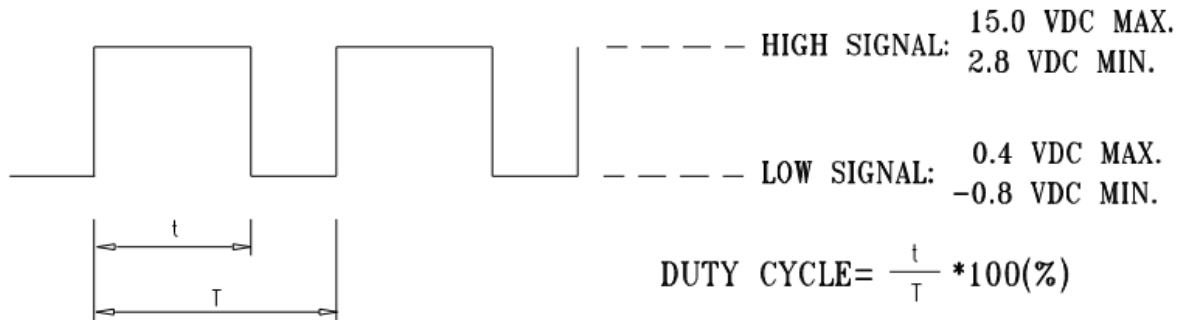 15.0 VDC MAX.
HIGH SIGNAL:
2.8 VDC MIN.
0.4 VDC MAX.
LOW SIGNAL:
-0.8 VDC MIN.
t
DUTY CYCLE= t/T *100(%)
T